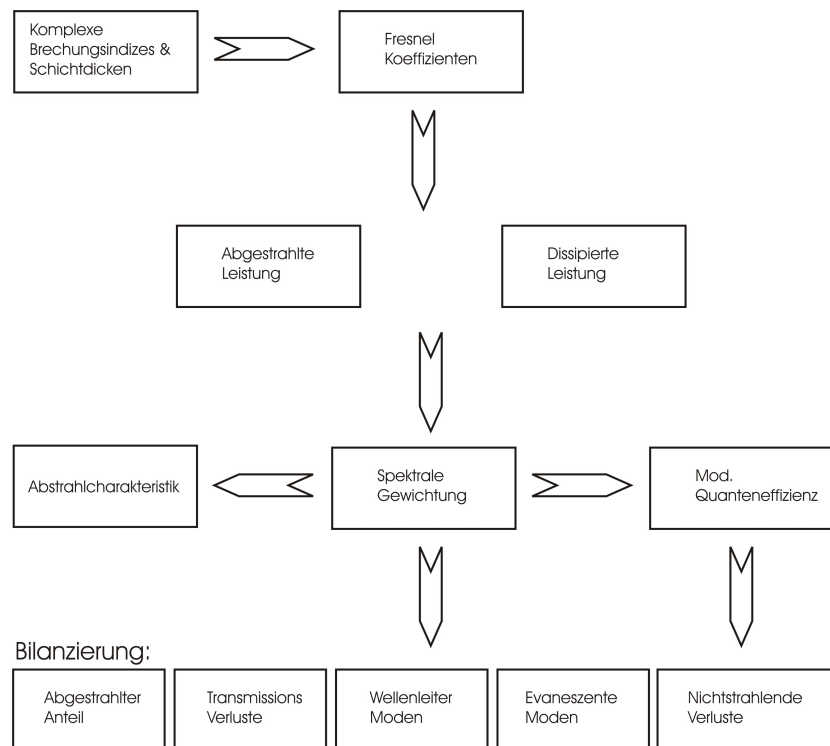 Komplexe
Brechungsindizes &
Schichtdicken
Fresnel
Koeffizienten
Abgestrahlte
Leistung
Dissipierte
Leistung
Abstrahlcharakteristik
Spektrale
Gewichtung
Mod.
Quanteneffizienz
Bilanzierung:
Abgestrahlter
Anteil
Transmissions
Verluste
Wellenleiter
Moden
Evaneszente
Moden
Nichtstrahlende
Verluste